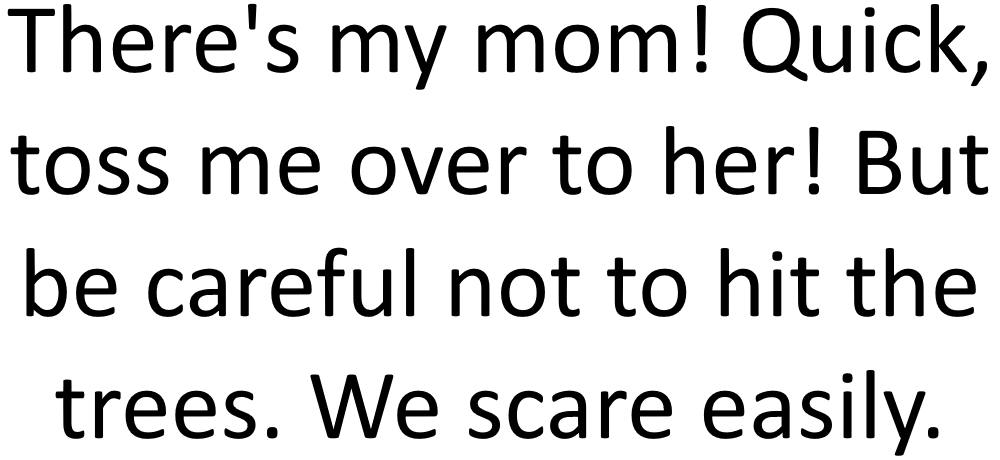 There's my mom! Quick,
toss me over to her! But
be careful not to hit the
trees. We scare easily.